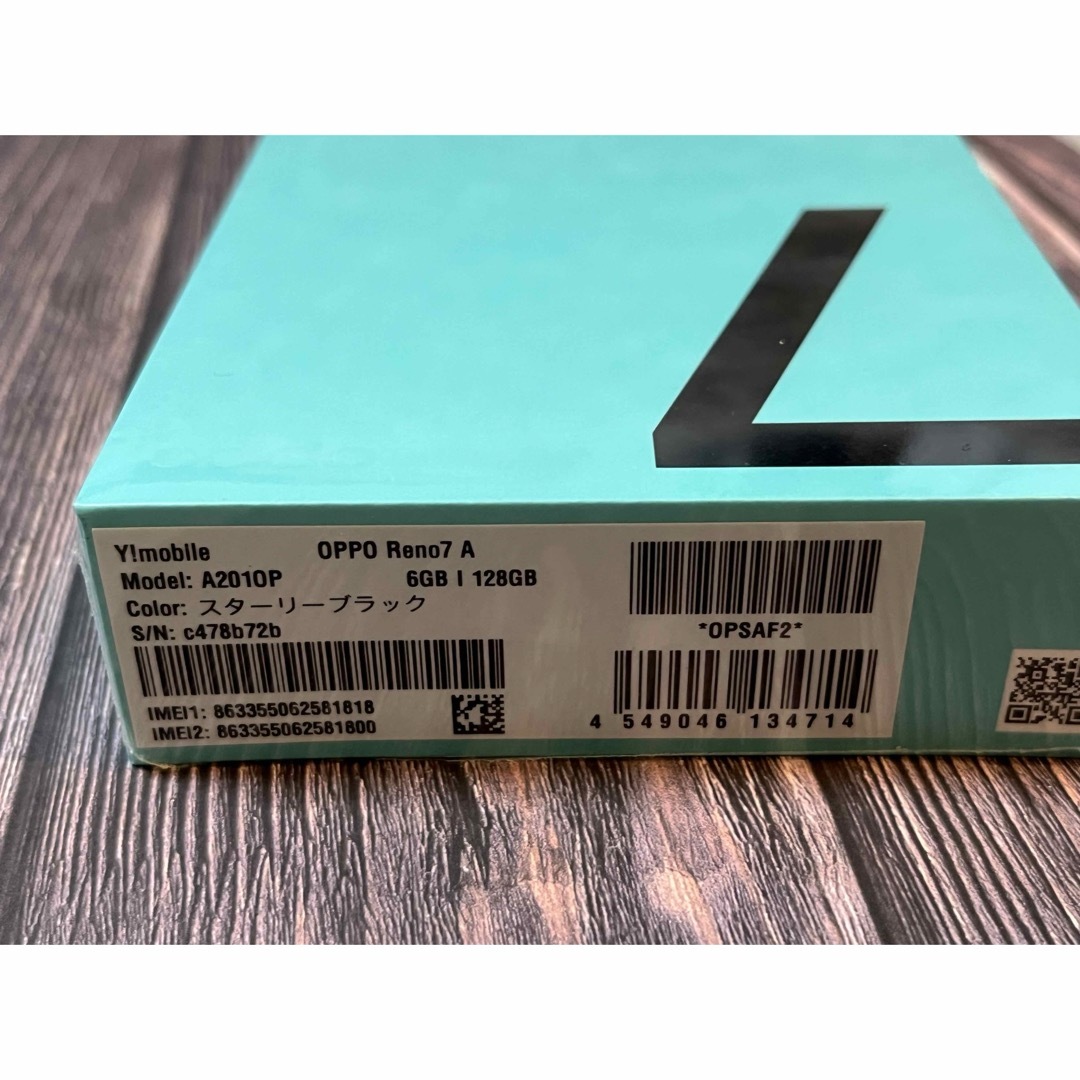 Y!mobile OPPO Reno7 A
Model: A201OP 6GB | 128GB
Color: スターリーブラック
S/N: c478b72b
IMEI1: 863355062581818
IMEI2: 863355062581800
*OPSAF2*
4 549046 134714